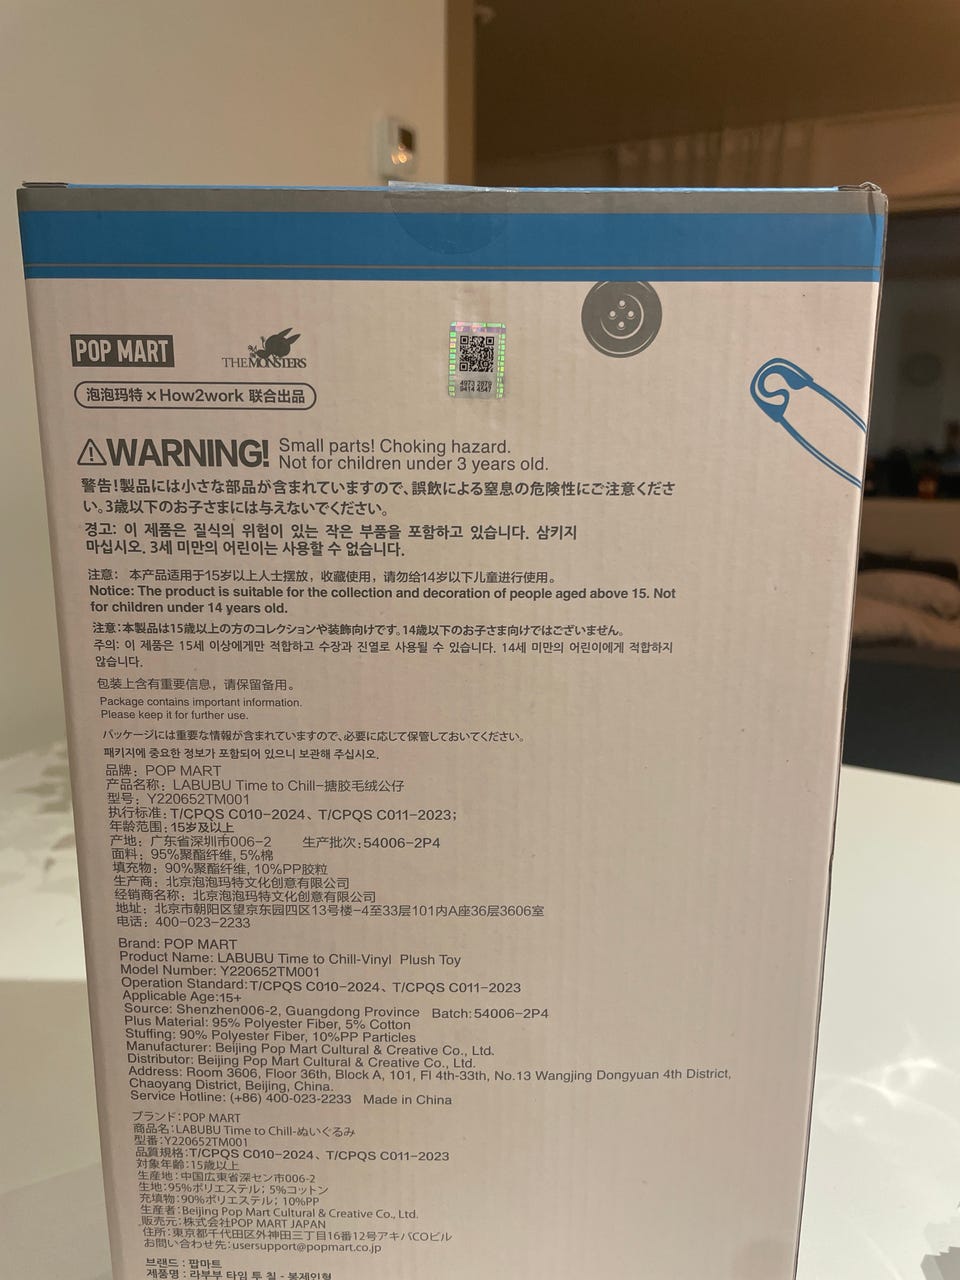 POP MART
THE MONSTERS
泡泡玛特 × How2work 联合出品
4973 2870
9414 4547
WARNING! Small parts! Choking hazard.
Not for children under 3 years old.
警告!製品には小さな部品が含まれていますので、誤飲による窒息の危険性にご注意くださ
い。3歳以下のお子さまには与えないでください。
경고: 이 제품은 질식의 위험이 있는 작은 부품을 포함하고 있습니다. 삼키지
마십시오. 3세 미만의 어린이는 사용할 수 없습니다.
注意： 本产品适用于15岁以上人士摆放，收藏使用，请勿给14岁以下儿童进行使用。
Notice: The product is suitable for the collection and decoration of people aged above 15. Not
for children under 14 years old.
注意:本製品は15歳以上の方のコレクションや装飾向けです。14歳以下のお子さま向けではございません。
주의: 이 제품은 15세 이상에게만 적합하고 수장과 진열로 사용될 수 있습니다. 14세 미만의 어린이에게 적합하지
않습니다.
包装上含有重要信息，请保留备用。
Package contains important information.
Please keep it for further use.
パッケージには重要な情報が含まれていますので、必要に応じて保管しておいてください。
패키지에 중요한 정보가 포함되어 있으니 보관해 주십시오.
品牌：POP MART
产品名称：LABUBU Time to Chill-搪胶毛绒公仔
型号：Y220652TM001
执行标准：T/CPQS C010-2024、T/CPQS C011-2023;
年龄范围：15岁及以上
产地：广东省深圳市006-2 生产批次:54006-2P4
面料：95%聚酯纤维, 5%棉
填充物：90%聚酯纤维, 10%PP胶粒
生产商：北京泡泡玛特文化创意有限公司
经销商名称：北京泡泡玛特文化创意有限公司
地址：北京市朝阳区望京东园四区13号楼-4至33层101内A座36层3606室
电话：400-023-2233
Brand: POP MART
Product Name: LABUBU Time to Chill-Vinyl Plush Toy
Model Number: Y220652TM001
Operation Standard:T/CPQS C010-2024、T/CPQS C011-2023
Applicable Age:15+
Source: Shenzhen006-2, Guangdong Province Batch:54006-2P4
Plus Material: 95% Polyester Fiber, 5% Cotton
Stuffing: 90% Polyester Fiber, 10%PP Particles
Manufacturer: Beijing Pop Mart Cultural & Creative Co., Ltd.
Distributor: Beijing Pop Mart Cultural & Creative Co., Ltd.
Address: Room 3606, Floor 36th, Block A, 101, Fl 4th-33th, No.13 Wangjing Dongyuan 4th District,
Chaoyang District, Beijing, China.
Service Hotline: (+86) 400-023-2233 Made in China
ブランド:POP MART
商品名:LABUBU Time to Chill-ぬいぐるみ
型番:Y220652TM001
品質規格:T/CPQS C010-2024、T/CPQS C011-2023
対象年齢:15歳以上
生産地:中国広東省深セン市006-2
生地:95%ポリエステル; 5%コットン
充填物:90%ポリエステル; 10%PP
生産者:Beijing Pop Mart Cultural & Creative Co., Ltd.
販売元:株式会社POP MART JAPAN
住所:東京都千代田区外神田三丁目16番12号アキバCOビル
お問い合わせ先:usersupport@popmart.co.jp
브랜드 : 팝마트
제품명 : 라부부 타임 투 칠 - 봉제인형